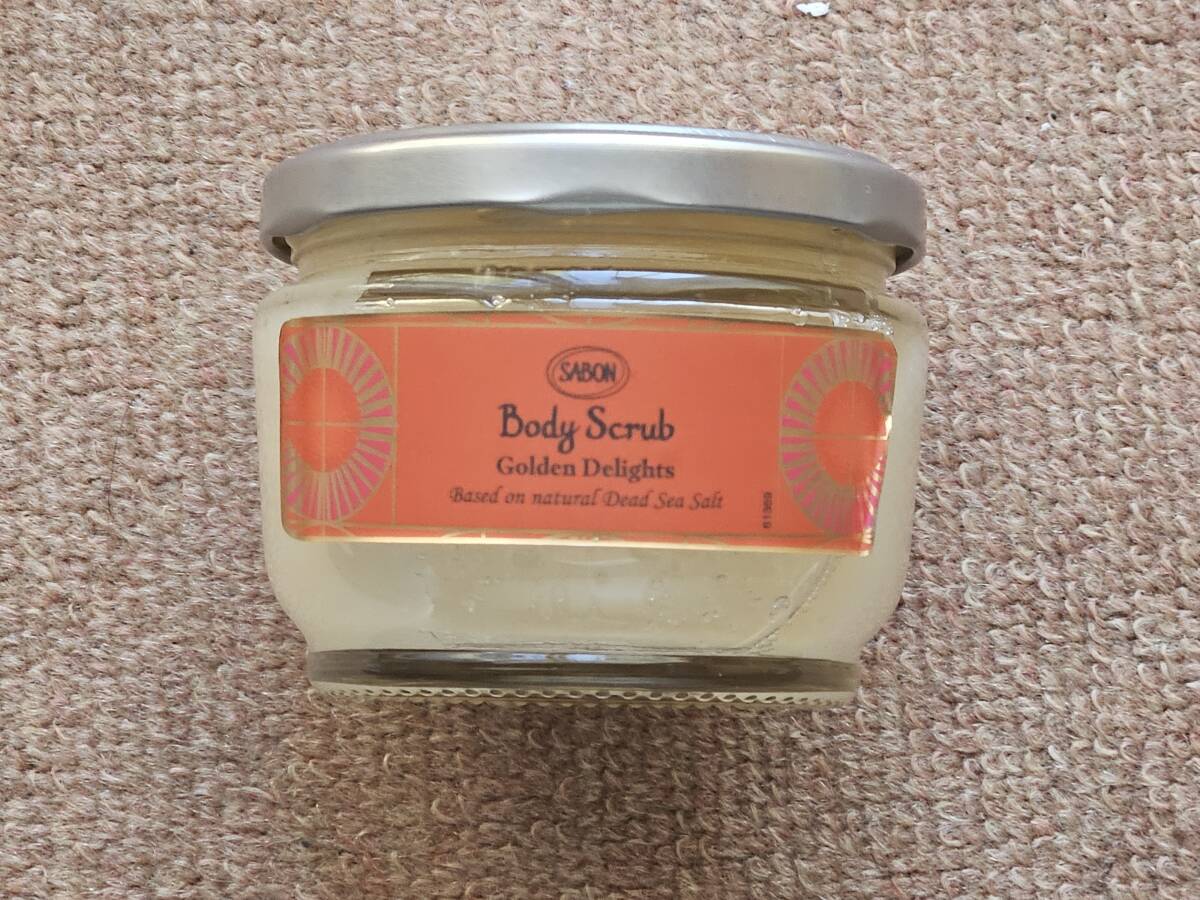 SABON
Body Scrub
Golden Delights
Based on natural Dead Sea Salt